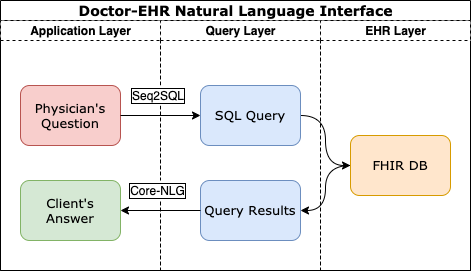 Doctor-EHR Natural Language Interface
Application Layer
Query Layer
EHR Layer
Physician's
Question
Seq2SQL
SQL Query
FHIR DB
Client's
Answer
Core-NLG
Query Results